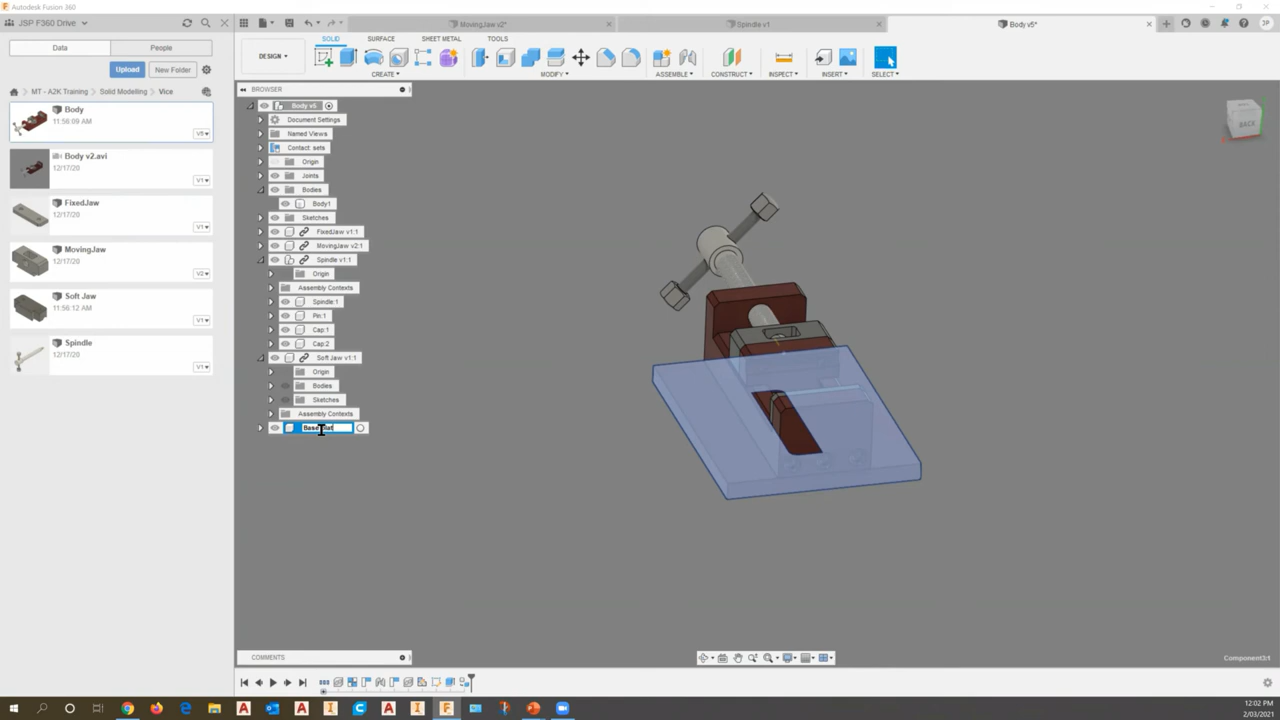 Autodesk Fusion 360
JSP F360 Drive
MovingJaw v2*
Spindle v1
Body v5*
JP
Data
People
SOLID
SURFACE
SHEET METAL
TOOLS
DESIGN
CREATE
MODIFY
ASSEMBLE
CONSTRUCT
INSPECT
INSERT
SELECT
Upload
New Folder
MT - A2K Training
Solid Modelling
Vice
BROWSER
Body
11:56:09 AM
V5
Body v5
Document Settings
Named Views
Contact: sets
Body v2.avi
12/17/20
V1
Origin
Joints
Bodies
Body1
FixedJaw
12/17/20
V1
Sketches
FixedJaw v1:1
MovingJaw
12/17/20
V2
MovingJaw v2:1
Spindle v1:1
Origin
Assembly Contexts
Soft Jaw
11:56:12 AM
V1
Spindle:1
Pin:1
Cap:1
Spindle
12/17/20
V1
Cap:2
Soft Jaw v1:1
Origin
Bodies
Sketches
Assembly Contexts
BACK
COMMENTS
Component3:1
12:02 PM
2/03/2021